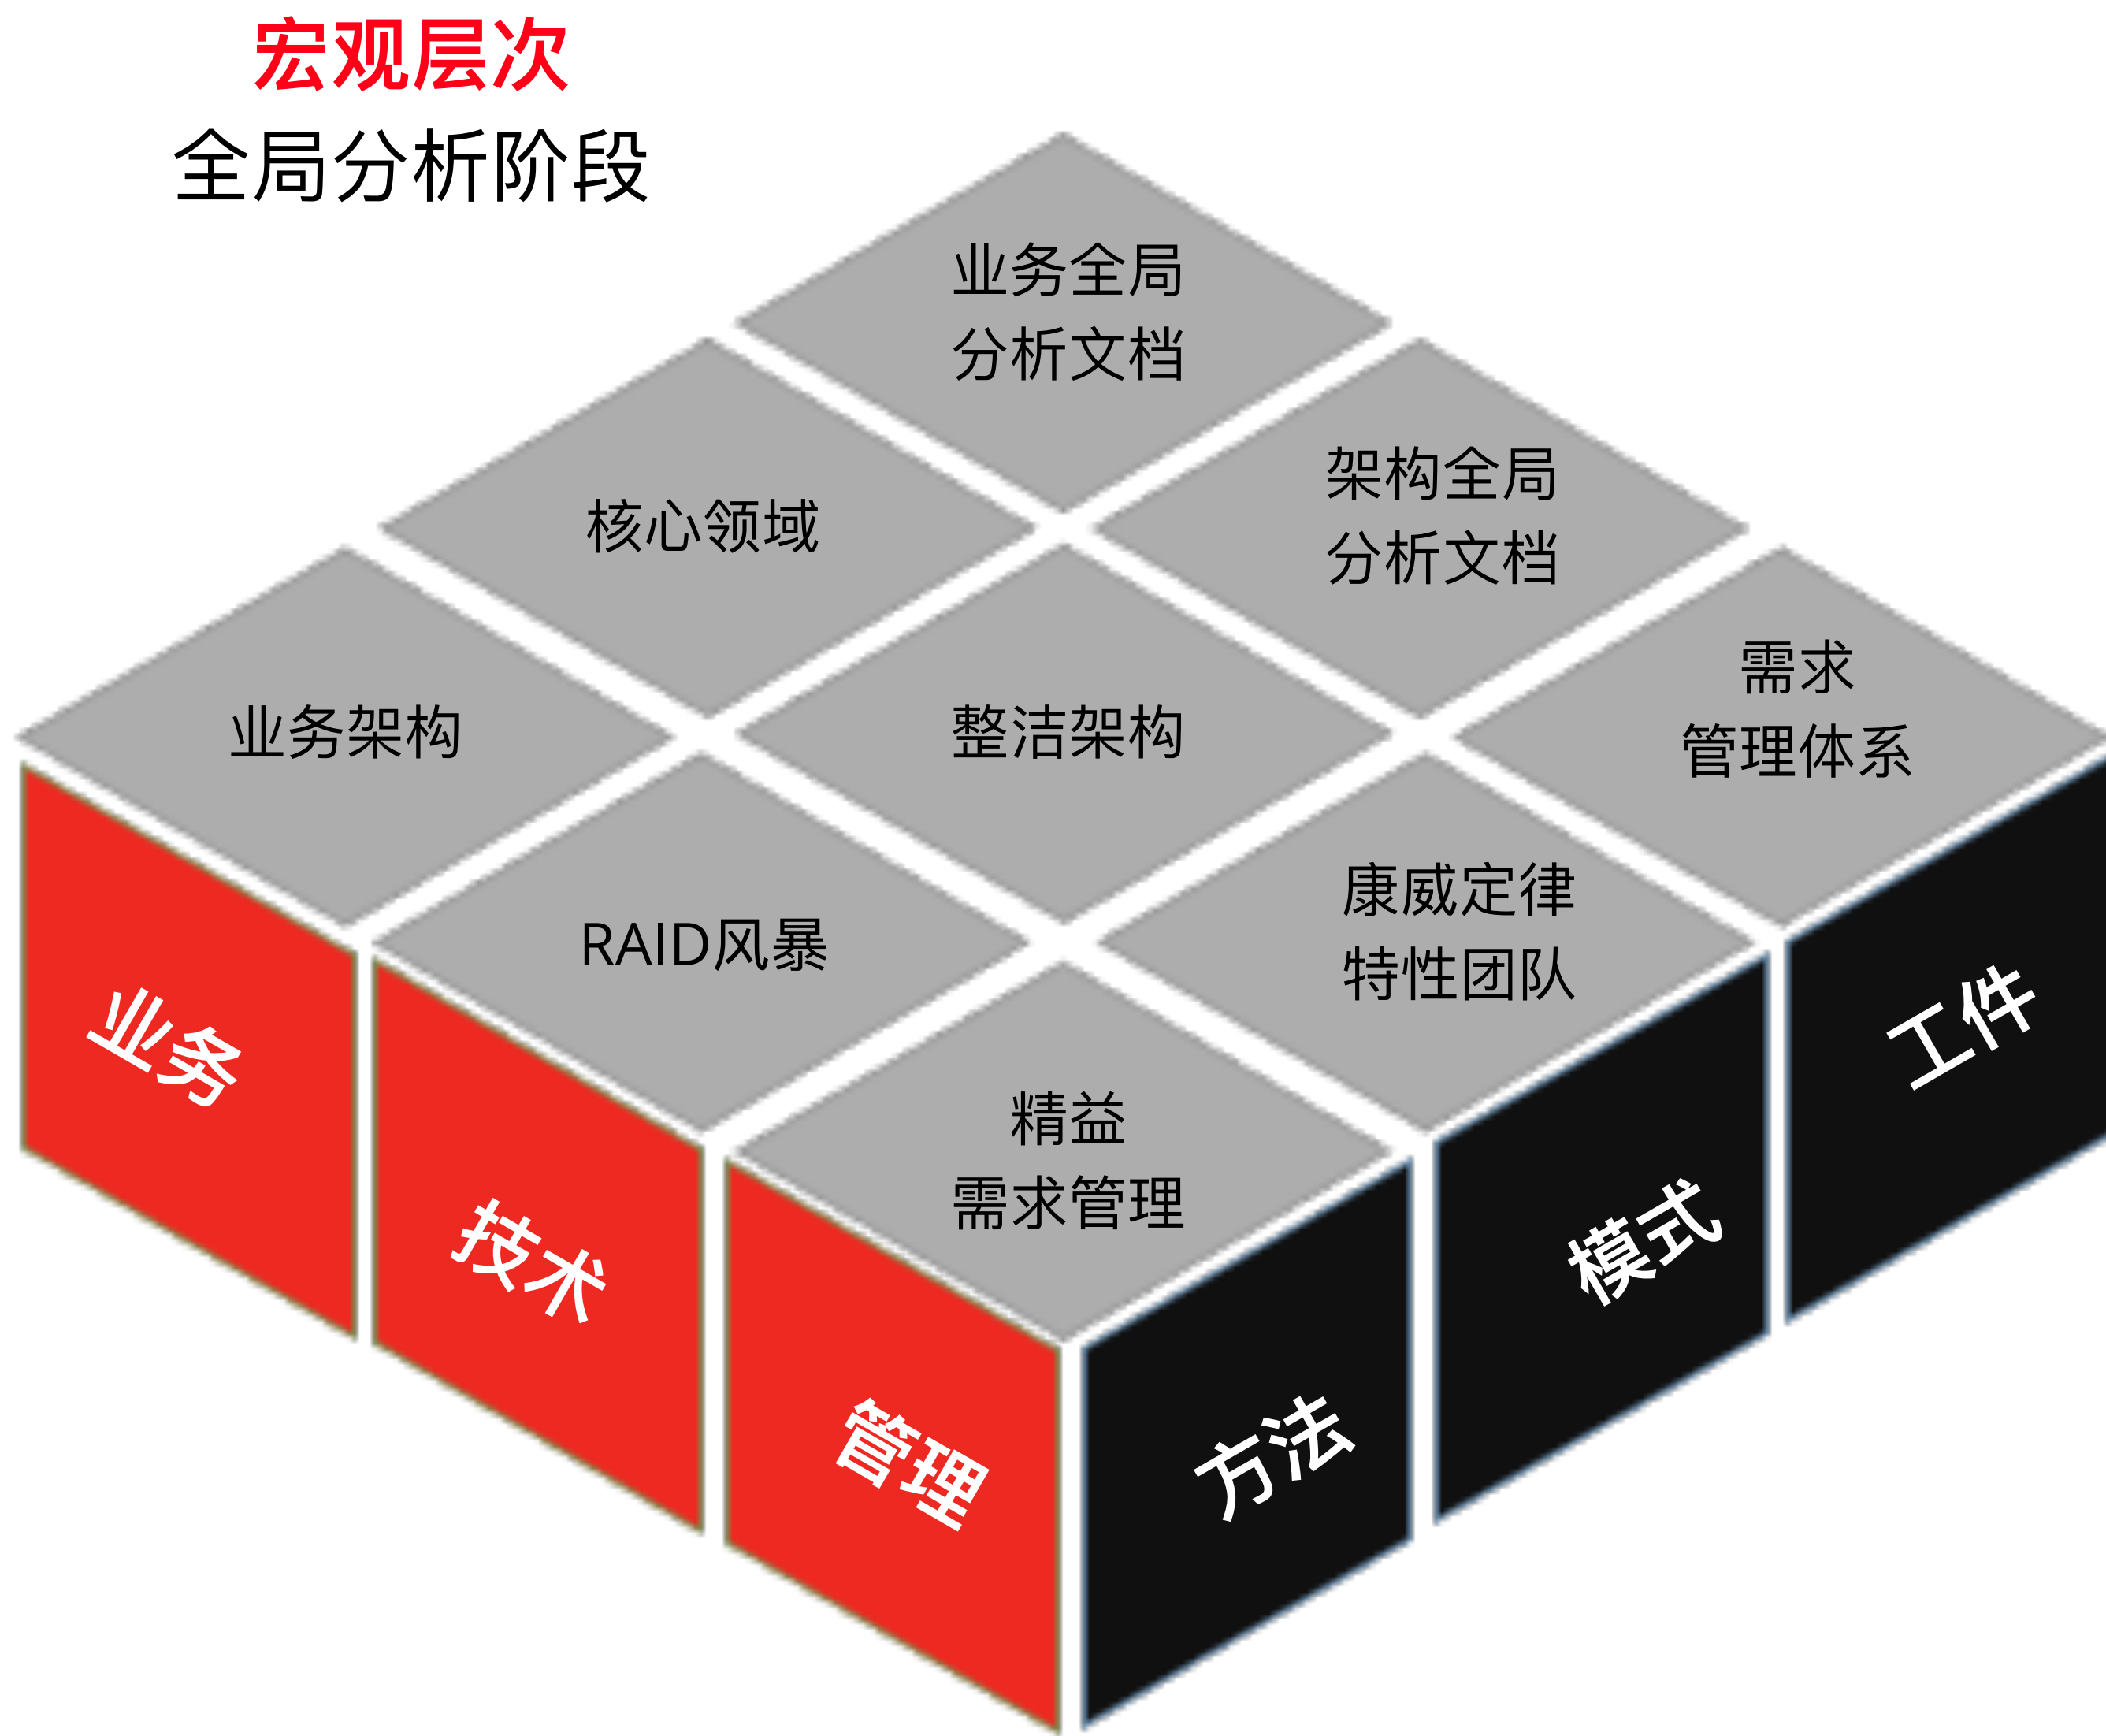 宏观层次
全局分析阶段
业务全局
分析文档
核心领域
架构全局
分析文档
业务架构
整洁架构
需求
管理体系
RAID风暴
康威定律
特性团队
精益
需求管理
业务
技术
管理
方法
模式
工件